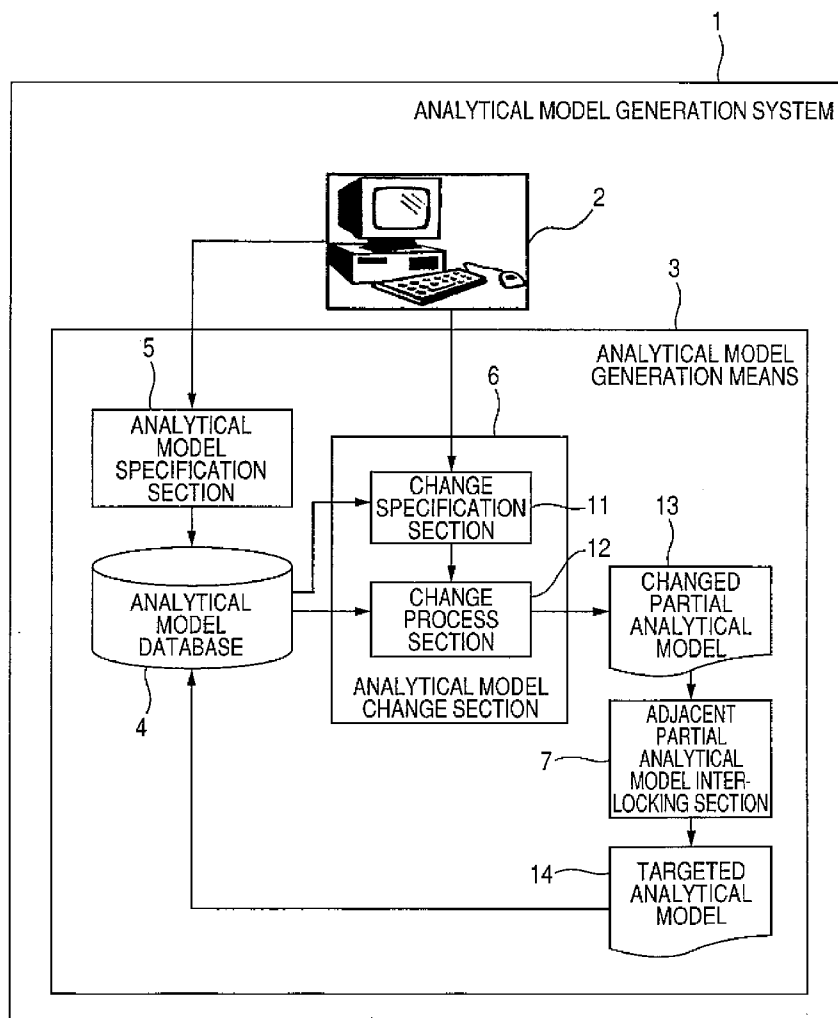 1
ANALYTICAL MODEL GENERATION SYSTEM
2
3
ANALYTICAL MODEL
GENERATION MEANS
5
ANALYTICAL
MODEL
SPECIFICATION
SECTION
6
CHANGE
SPECIFICATION
SECTION
11
12
CHANGE
PROCESS
SECTION
ANALYTICAL MODEL
CHANGE SECTION
ANALYTICAL
MODEL
DATABASE
4
13
CHANGED
PARTIAL
ANALYTICAL
MODEL
7
ADJACENT
PARTIAL
ANALYTICAL
MODEL INTER-
LOCKING SECTION
14
TARGETED
ANALYTICAL
MODEL